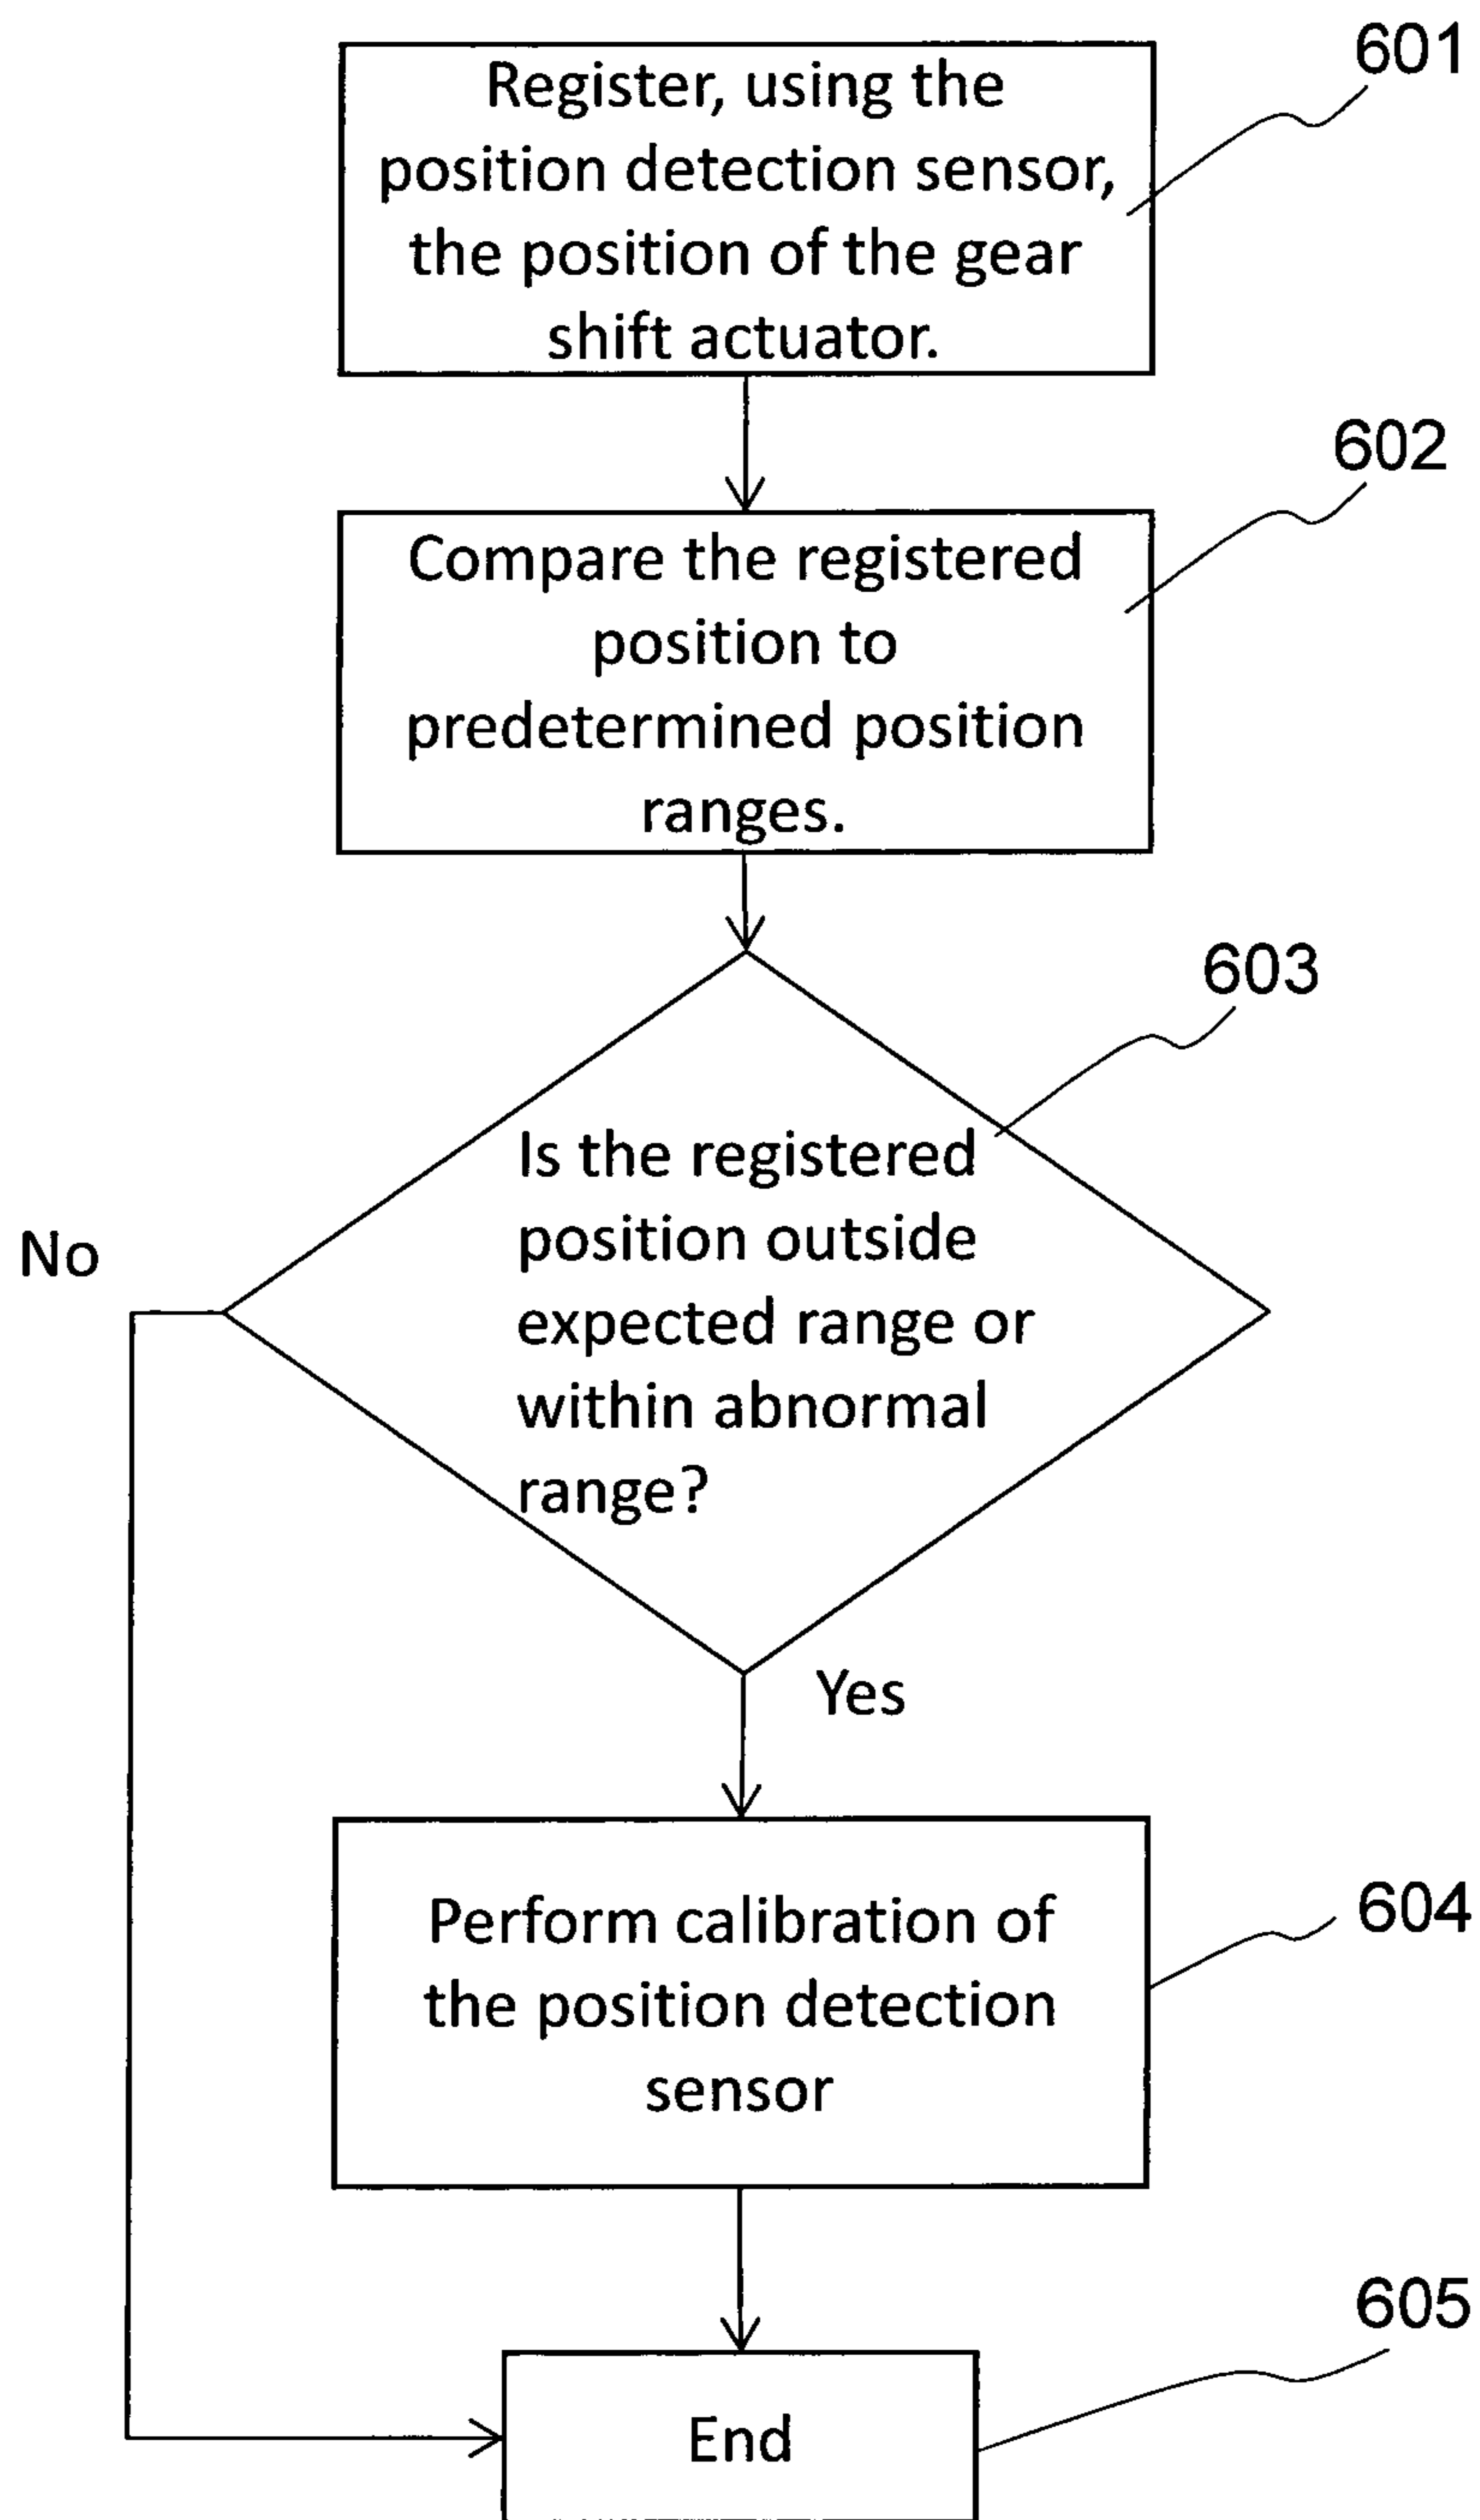 601
Register, using the
position detection sensor,
the position of the gear
shift actuator.
602
Compare the registered
position to
predetermined position
ranges.
603
Is the registered
position outside
expected range or
within abnormal
range?
No
Yes
604
Perform calibration of
the position detection
sensor
605
End